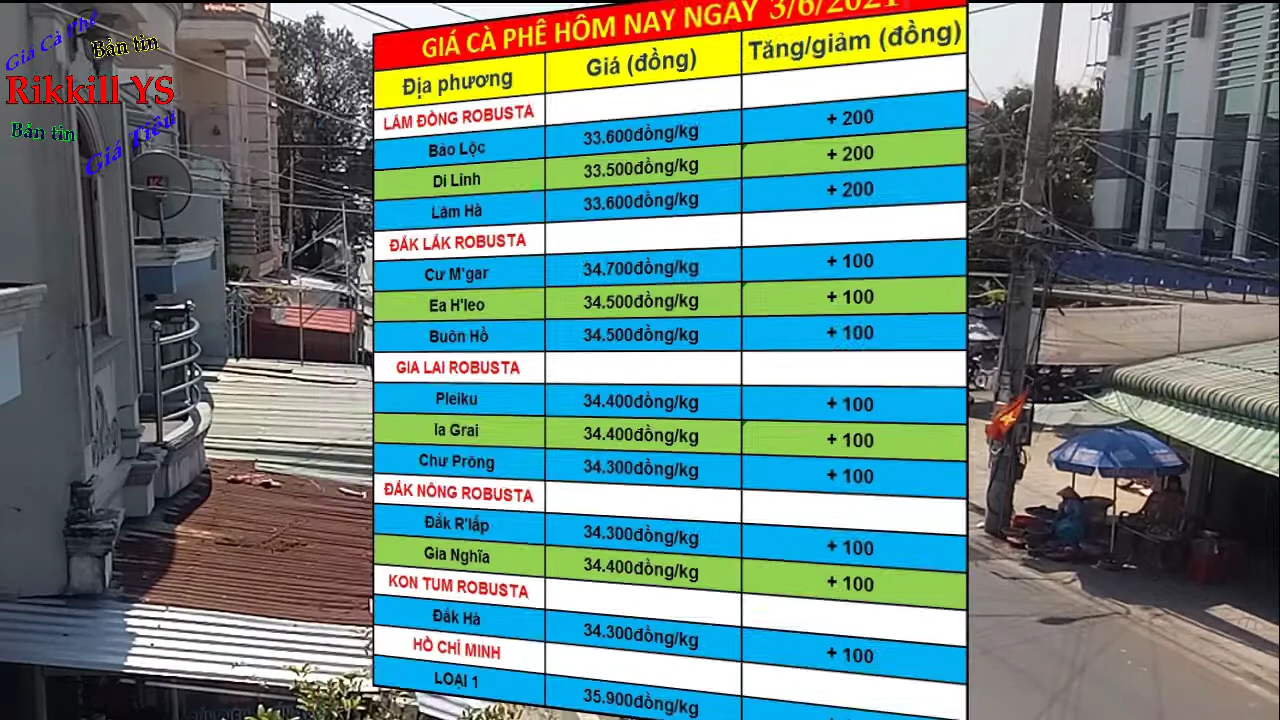 Giá Cà Phê
Bản tin
Rikkill YS
Bản tin
Giá Tiêu
GIÁ CÀ PHÊ HÔM NAY NGÀY 3/6/2021
Địa phương Giá (đồng) Tăng/giảm (đồng)
LÂM ĐỒNG ROBUSTA
Bảo Lộc 33.600đồng/kg + 200
Di Linh 33.500đồng/kg + 200
Lâm Hà 33.600đồng/kg + 200
ĐẮK LẮK ROBUSTA
Cư M'gar 34.700đồng/kg + 100
Ea H'leo 34.500đồng/kg + 100
Buôn Hồ 34.500đồng/kg + 100
GIA LAI ROBUSTA
Pleiku 34.400đồng/kg + 100
Ia Grai 34.400đồng/kg + 100
Chư Prông 34.300đồng/kg + 100
ĐẮK NÔNG ROBUSTA
Đắk R'lấp 34.300đồng/kg + 100
Gia Nghĩa 34.400đồng/kg + 100
KON TUM ROBUSTA
Đắk Hà 34.300đồng/kg + 100
HỒ CHÍ MINH
LOẠI 1 35.900đồng/kg